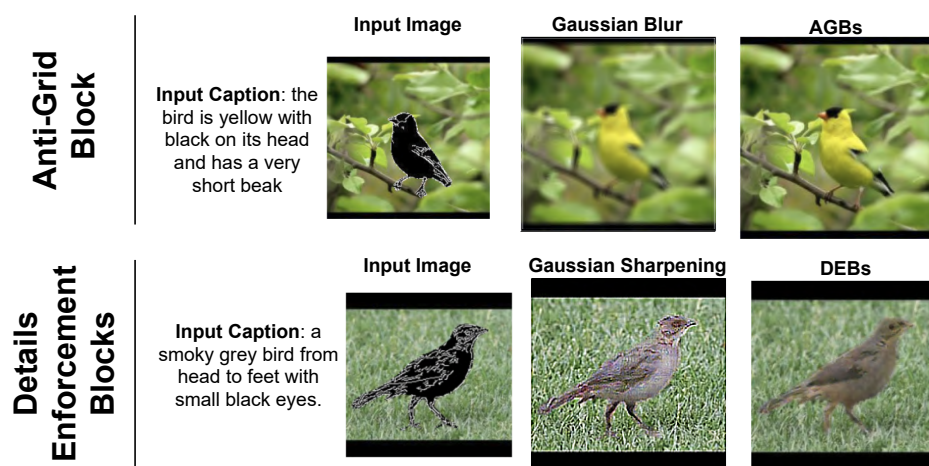 Anti-Grid
Block
Input Caption: the
bird is yellow with
black on its head
and has a very
short beak
Input Image
Gaussian Blur
AGBs
Details
Enforcement
Blocks
Input Caption: a
smoky grey bird from
head to feet with
small black eyes.
Input Image
Gaussian Sharpening
DEBs